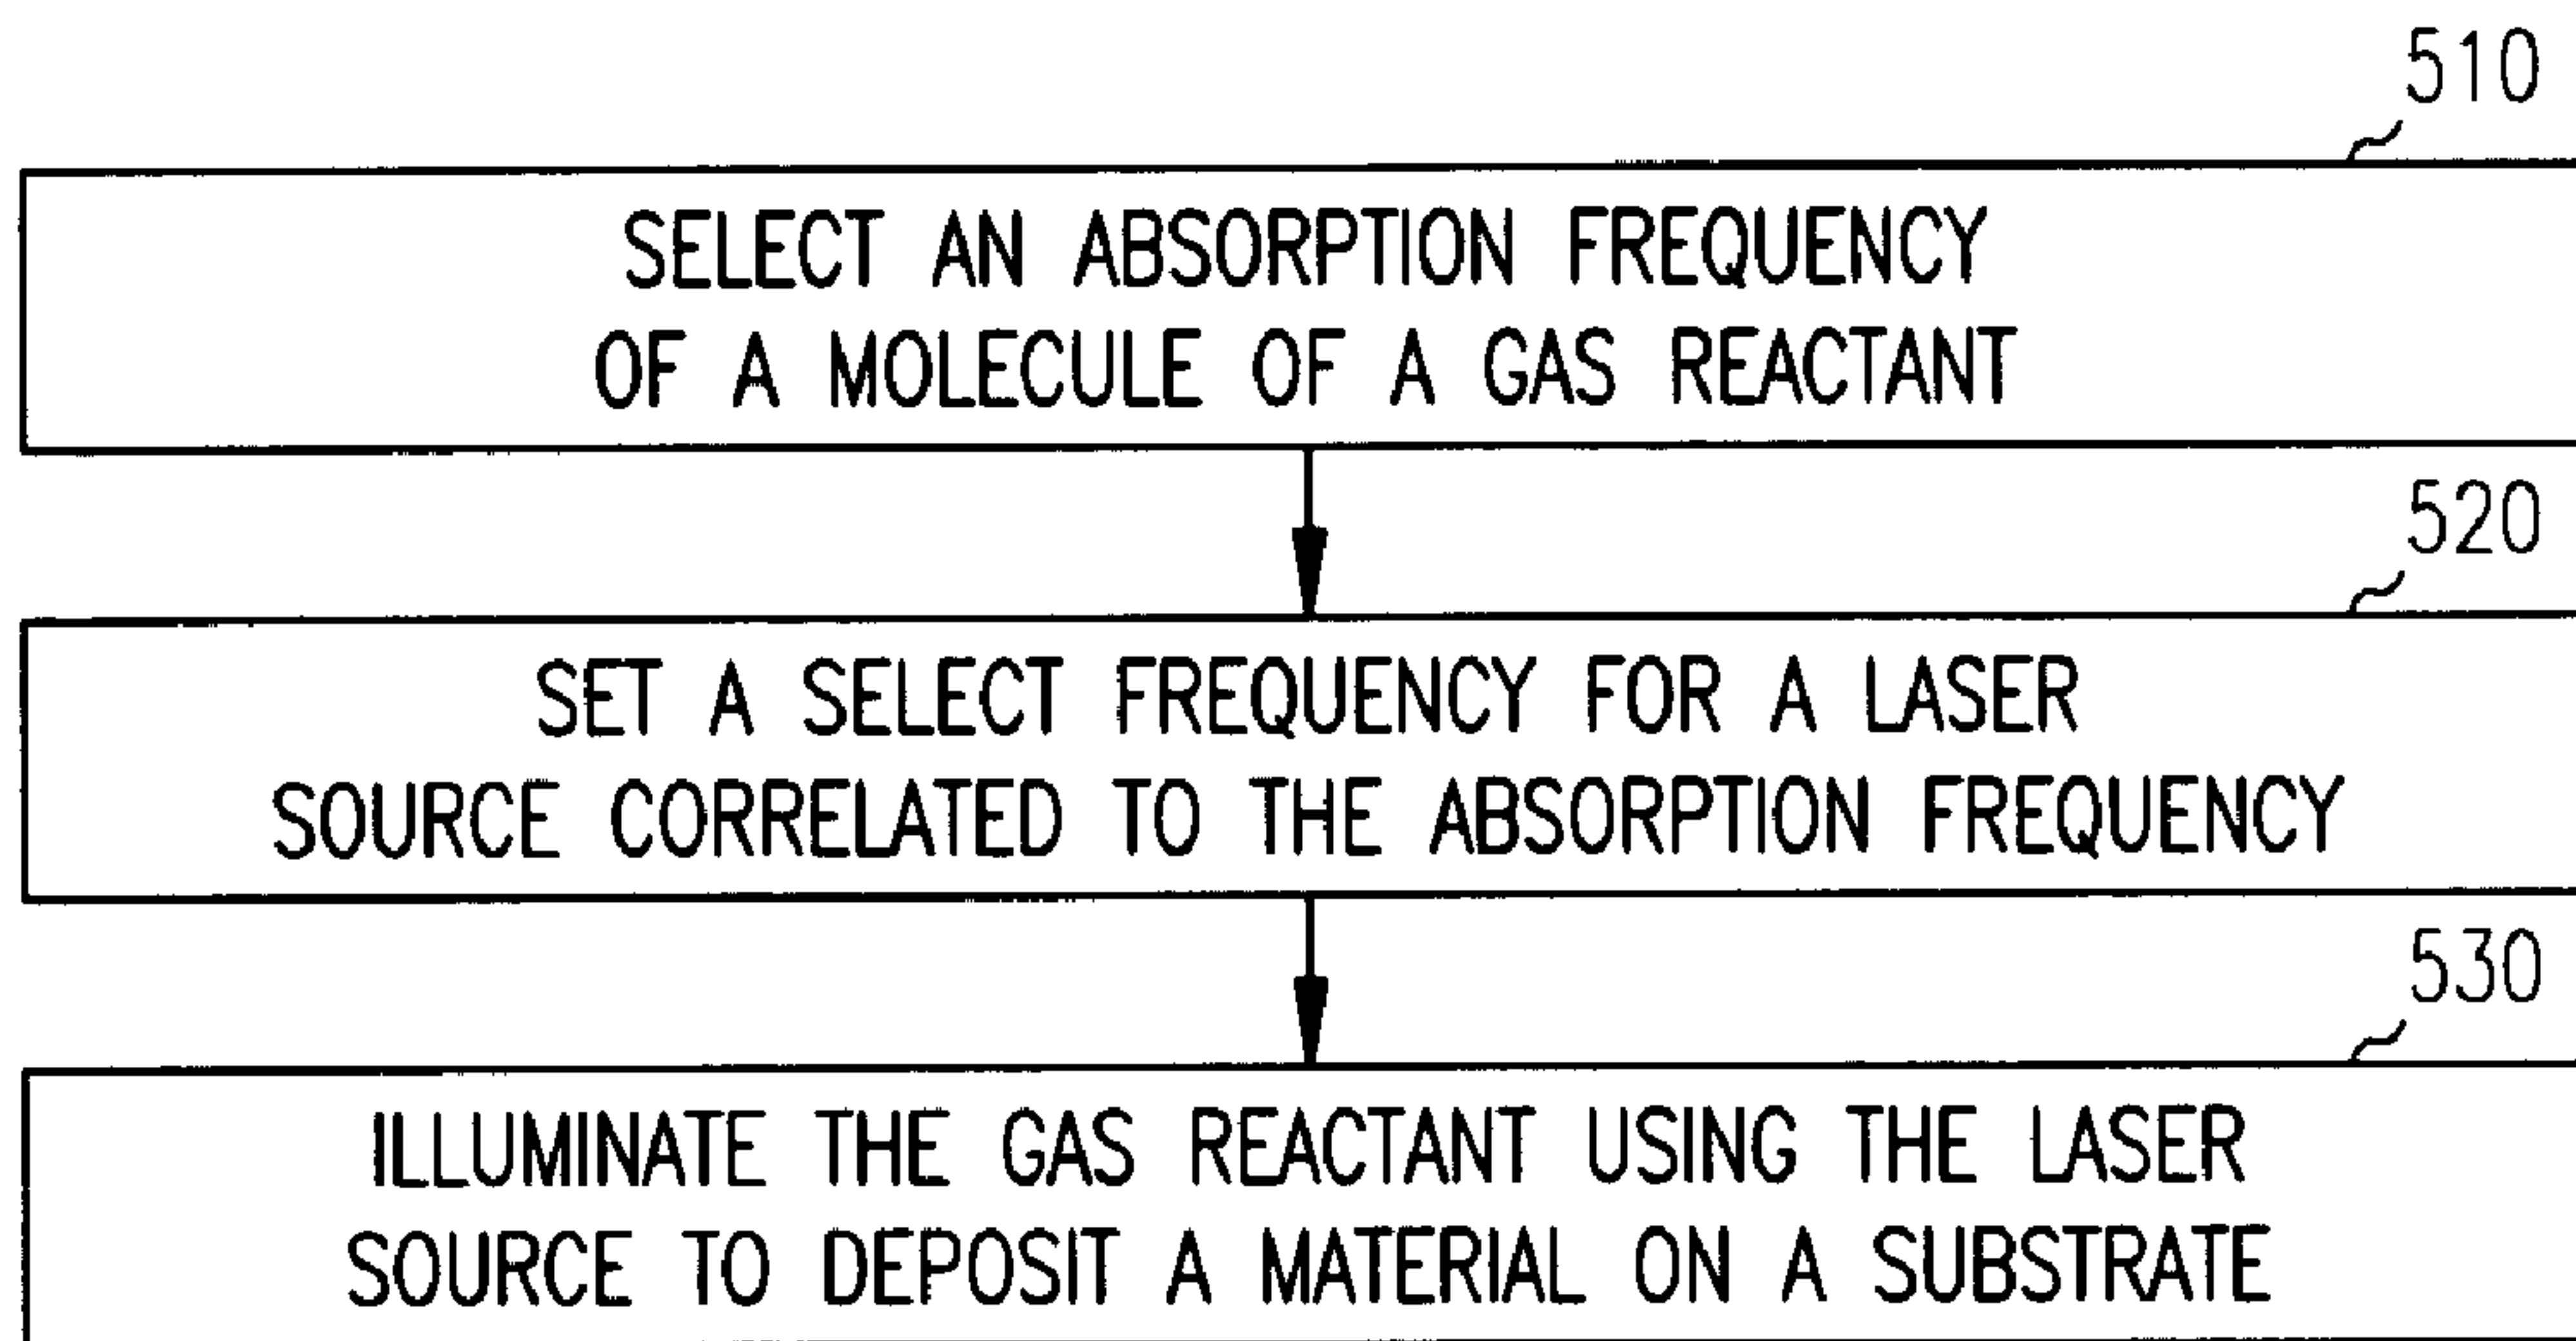 510
SELECT AN ABSORPTION FREQUENCY
OF A MOLECULE OF A GAS REACTANT
520
SET A SELECT FREQUENCY FOR A LASER
SOURCE CORRELATED TO THE ABSORPTION FREQUENCY
530
ILLUMINATE THE GAS REACTANT USING THE LASER
SOURCE TO DEPOSIT A MATERIAL ON A SUBSTRATE